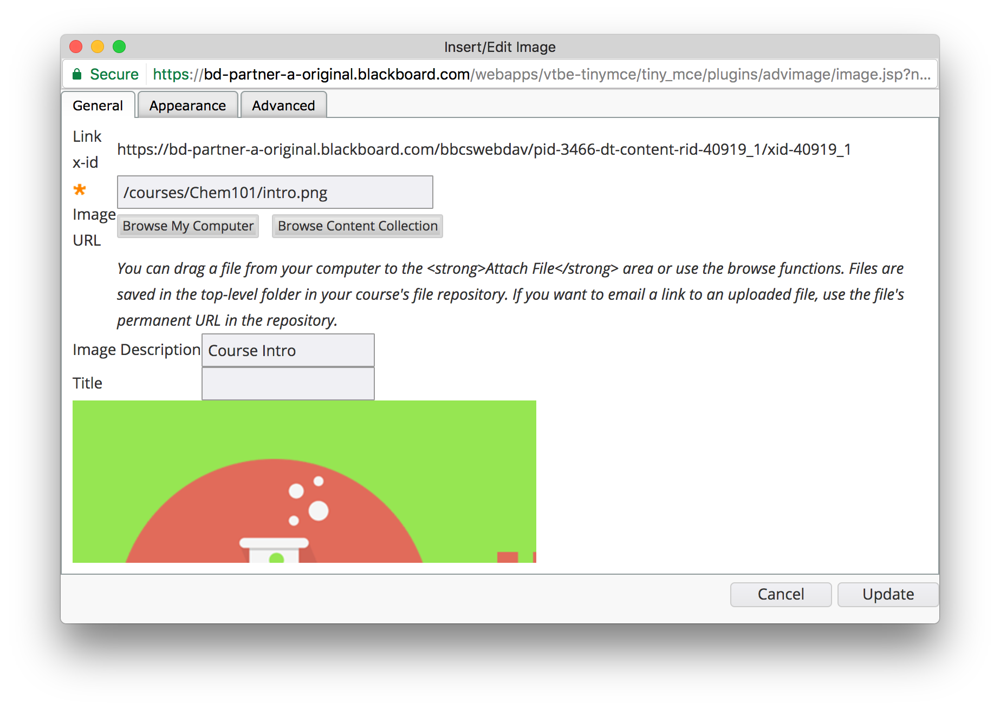 Insert/Edit Image
Secure https://bd-partner-a-original.blackboard.com/webapps/vtbe-tinymce/tiny_mce/plugins/advimage/image.jsp?n...
General Appearance Advanced
Link
x-id
https://bd-partner-a-original.blackboard.com/bbcswebdav/pid-3466-dt-content-rid-40919_1/xid-40919_1
*
Image
URL
/courses/Chem101/intro.png
Browse My Computer Browse Content Collection
You can drag a file from your computer to the <strong>Attach File</strong> area or use the browse functions. Files are
saved in the top-level folder in your course's file repository. If you want to email a link to an uploaded file, use the file's
permanent URL in the repository.
Image Description Course Intro
Title
Cancel Update